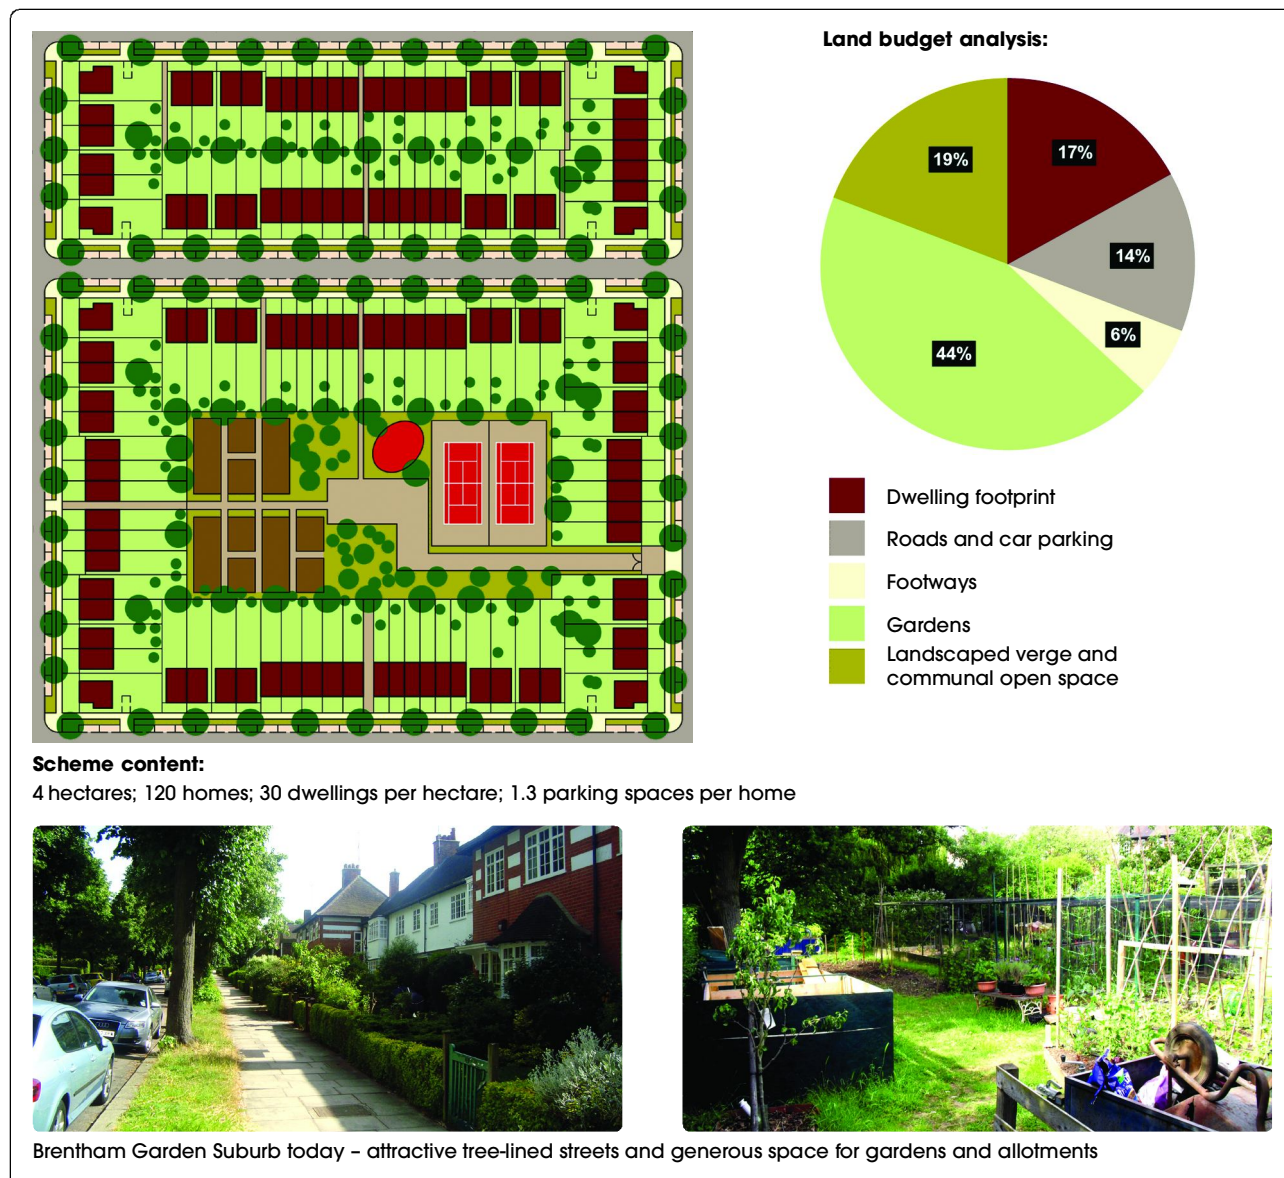 Land budget analysis:
19%
17%
14%
6%
44%
Dwelling footprint
Roads and car parking
Footways
Gardens
Landscaped verge and
communal open space
Scheme content:
4 hectares; 120 homes; 30 dwellings per hectare; 1.3 parking spaces per home
Brentham Garden Suburb today – attractive tree-lined streets and generous space for gardens and allotments